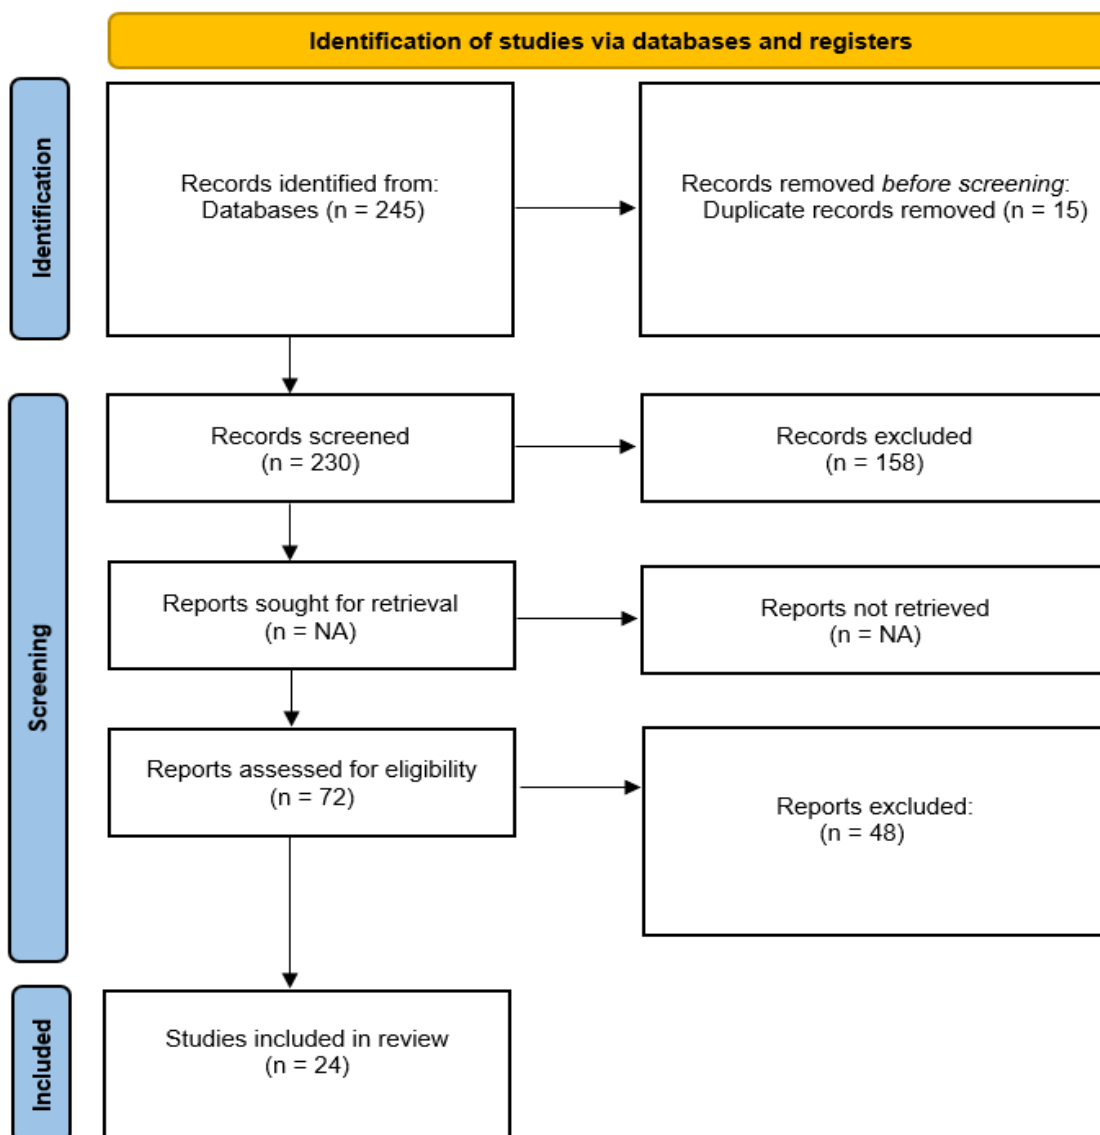 Identification of studies via databases and registers
Identification
Records identified from:
Databases (n = 245)
Records removed before screening:
Duplicate records removed (n = 15)
Screening
Records screened
(n = 230)
Records excluded
(n = 158)
Reports sought for retrieval
(n = NA)
Reports not retrieved
(n = NA)
Reports assessed for eligibility
(n = 72)
Reports excluded:
(n = 48)
Included
Studies included in review
(n = 24)